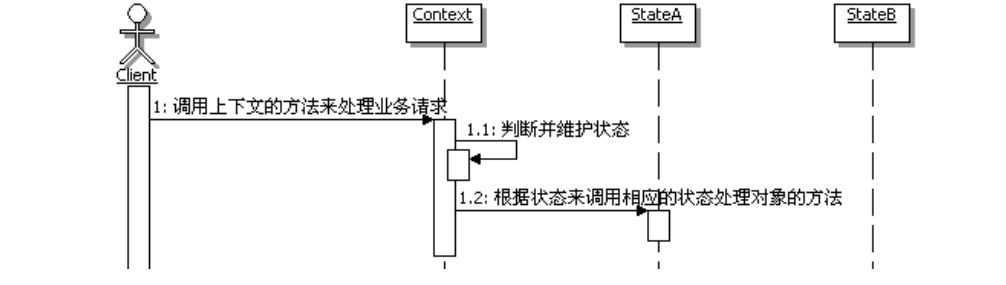 Context
StateA
StateB
Client
1: 调用上下文的方法来处理业务请求
1.1: 判断并维护状态
1.2: 根据状态来调用相应的状态处理对象的方法